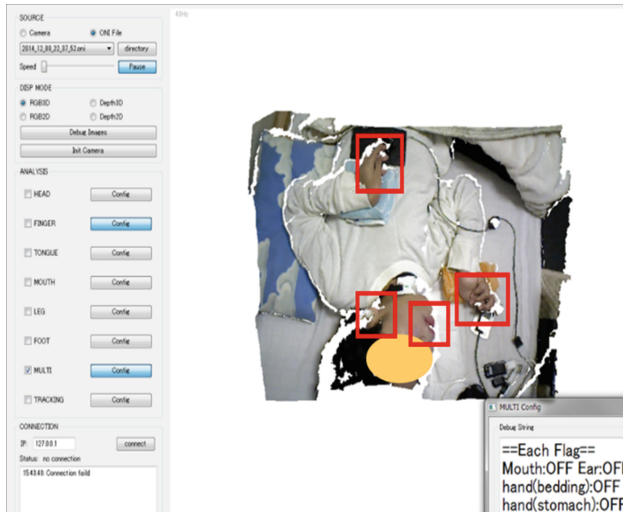 SOURCE
Camera
ONI File
2014_12_08_22_37_52.oni
directory
Speed
Pause
DISP MODE
RGB3D
Depth3D
RGB2D
Depth2D
Debug Images
Init Camera
ANALYSIS
HEAD
Config
FINGER
Config
TONGUE
Config
MOUTH
Config
LEG
Config
FOOT
Config
MULTI
Config
TRACKING
Config
CONNECTION
IP: 127.0.0.1
connect
Status: no connection
15:43:48: Connection faild
MULTI Config
Debug String
==Each Flag==
Mouth:OFF Ear:OFF
hand(bedding):OFF
hand(stomach):OFF